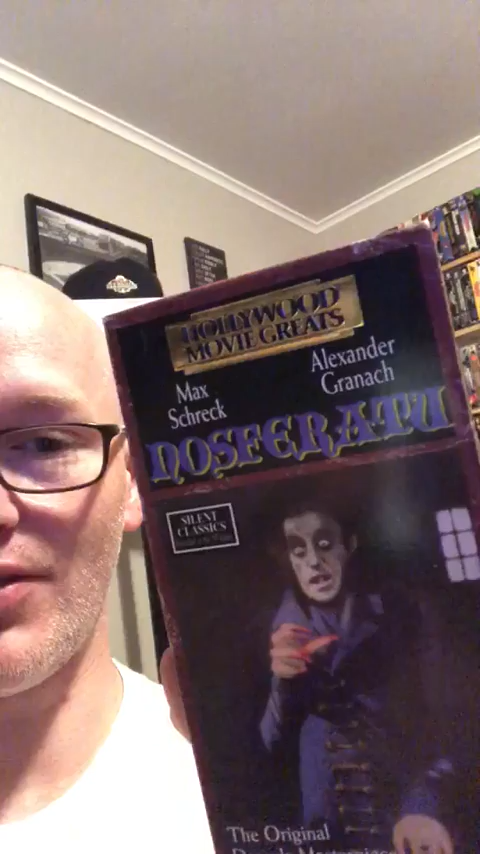 HOLLYWOOD
MOVIE GREATS
Max
Schreck
Alexander
Granach
NOSFERATU
SILENT
CLASSICS
The Original